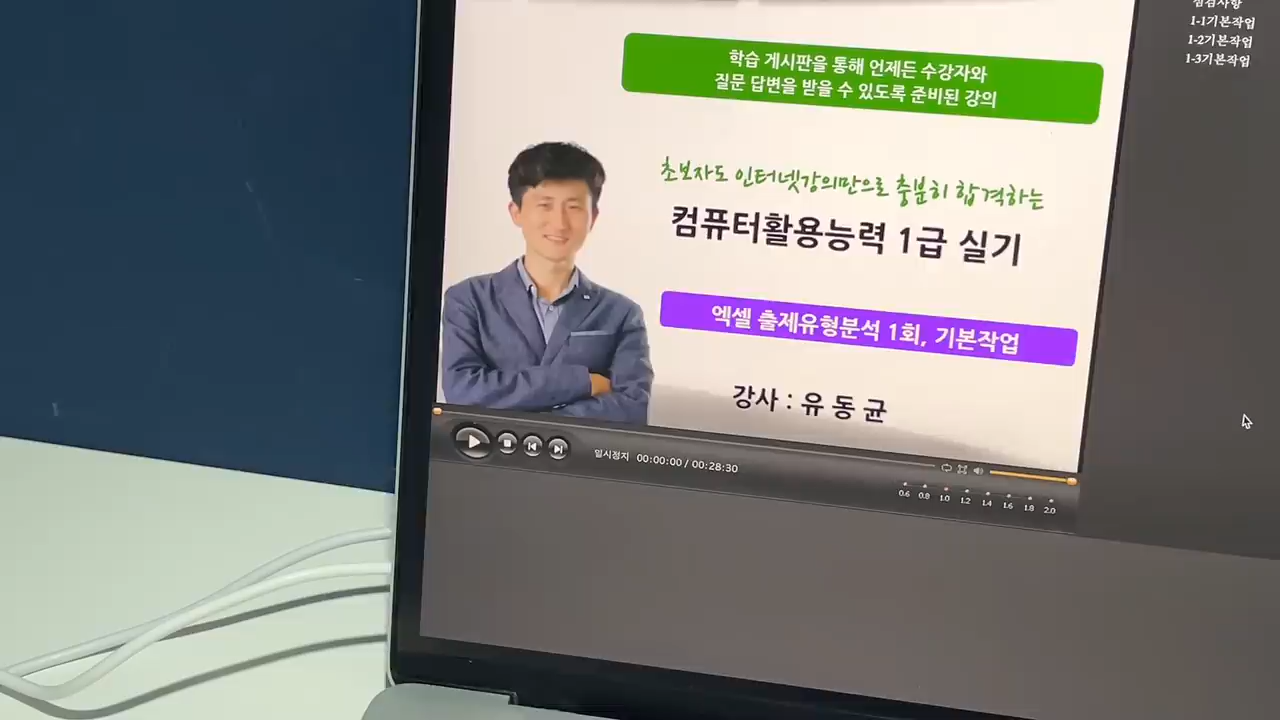 학습 게시판을 통해 언제든 수강자와
질문 답변을 받을 수 있도록 준비된 강의
초보자도 인터넷강의만으로 충분히 합격하는
컴퓨터활용능력 1급 실기
엑셀 출제유형분석 1회, 기본작업
강사 : 유 동 균
일시정지 00:00:00 / 00:28:30
0.6 0.8 1.0 1.2 1.4 1.6 1.8 2.0
점검사항
1-1기본작업
1-2기본작업
1-3기본작업